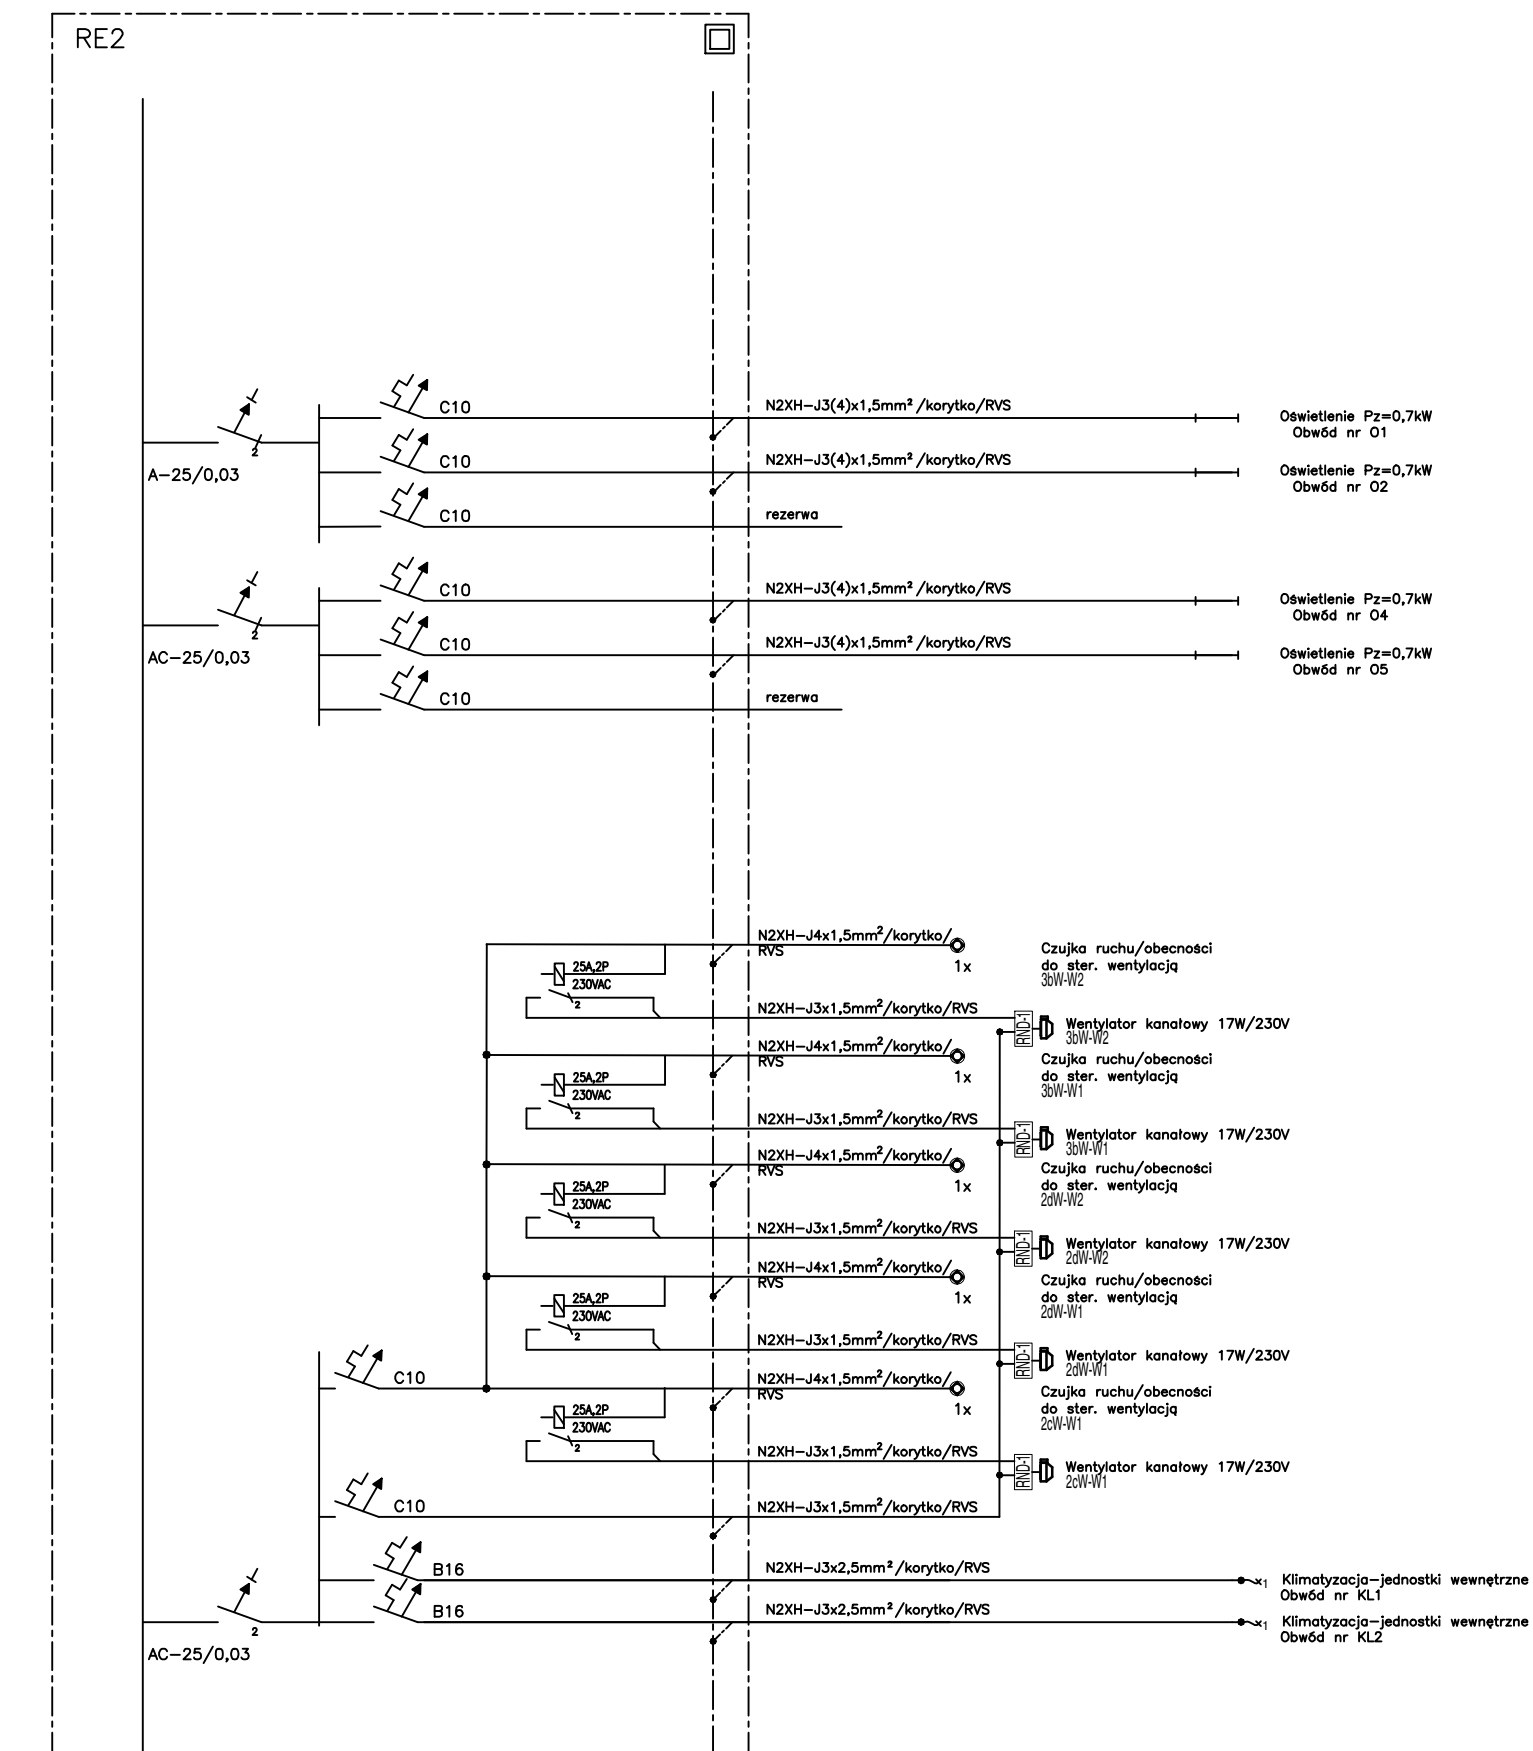 RE2
C10
N2XH-J3(4)x1,5mm²/korytko/RVS
Oświetlenie Pz=0,7kW
Obwód nr O1
2
A-25/0,03
C10
N2XH-J3(4)x1,5mm²/korytko/RVS
Oświetlenie Pz=0,7kW
Obwód nr O2
C10
rezerwa
C10
N2XH-J3(4)x1,5mm²/korytko/RVS
Oświetlenie Pz=0,7kW
Obwód nr O4
2
AC-25/0,03
C10
N2XH-J3(4)x1,5mm²/korytko/RVS
Oświetlenie Pz=0,7kW
Obwód nr O5
C10
rezerwa
N2XH-J4x1,5mm²/korytko/
RVS
1x
Czujka ruchu/obecności
do ster. wentylacją
3bW-W2
25A,2P
230VAC
2
N2XH-J3x1,5mm²/korytko/RVS
RND-1
Wentylator kanałowy 17W/230V
3bW-W2
N2XH-J4x1,5mm²/korytko/
RVS
1x
Czujka ruchu/obecności
do ster. wentylacją
3bW-W1
25A,2P
230VAC
2
N2XH-J3x1,5mm²/korytko/RVS
RND-1
Wentylator kanałowy 17W/230V
3bW-W1
N2XH-J4x1,5mm²/korytko/
RVS
1x
Czujka ruchu/obecności
do ster. wentylacją
2dW-W2
25A,2P
230VAC
2
N2XH-J3x1,5mm²/korytko/RVS
RND-1
Wentylator kanałowy 17W/230V
2dW-W2
N2XH-J4x1,5mm²/korytko/
RVS
1x
Czujka ruchu/obecności
do ster. wentylacją
2dW-W1
25A,2P
230VAC
2
N2XH-J3x1,5mm²/korytko/RVS
RND-1
Wentylator kanałowy 17W/230V
2dW-W1
C10
N2XH-J4x1,5mm²/korytko/
RVS
1x
Czujka ruchu/obecności
do ster. wentylacją
2cW-W1
25A,2P
230VAC
2
N2XH-J3x1,5mm²/korytko/RVS
RND-1
Wentylator kanałowy 17W/230V
2cW-W1
C10
N2XH-J3x1,5mm²/korytko/RVS
B16
N2XH-J3x2,5mm²/korytko/RVS
1
Klimatyzacja-jednostki wewnętrzne
Obwód nr KL1
B16
N2XH-J3x2,5mm²/korytko/RVS
1
Klimatyzacja-jednostki wewnętrzne
Obwód nr KL2
2
AC-25/0,03